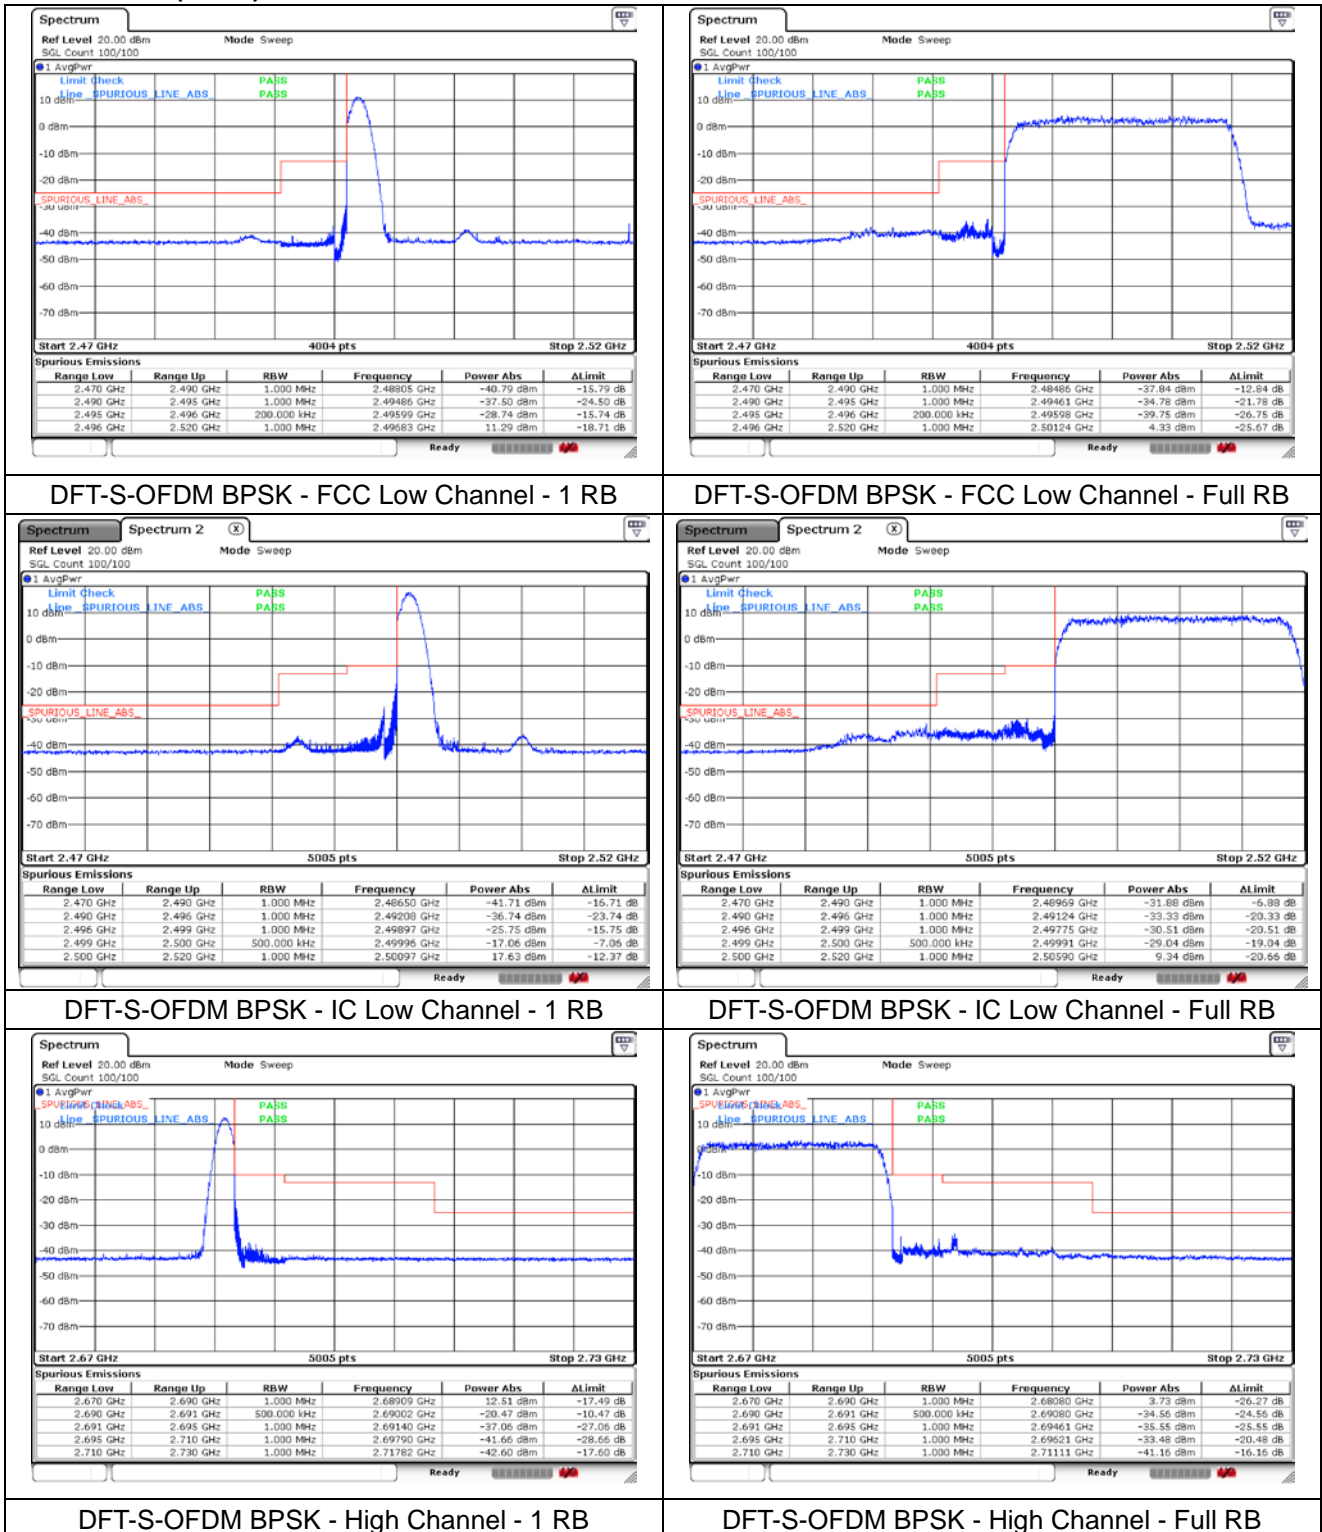 Spectrum
Ref Level 20.00 dBm Mode Sweep
SGL Count 100/100
1 AvgPwr
Limit Check PASS
Line _SPURIOUS_LINE_ABS_ PASS
10 dBm
0 dBm
-10 dBm
-20 dBm
_SPURIOUS_LINE_ABS_
-30 dBm
-40 dBm
-50 dBm
-60 dBm
-70 dBm
Start 2.47 GHz 4004 pts Stop 2.52 GHz
Spurious Emissions
Range Low Range Up RBW Frequency Power Abs ΔLimit
2.470 GHz 2.490 GHz 1.000 MHz 2.48805 GHz -40.79 dBm -15.79 dB
2.490 GHz 2.495 GHz 1.000 MHz 2.49486 GHz -37.50 dBm -24.50 dB
2.495 GHz 2.496 GHz 200.000 kHz 2.49599 GHz -28.74 dBm -15.74 dB
2.496 GHz 2.520 GHz 1.000 MHz 2.49683 GHz 11.29 dBm -18.71 dB
Ready
DFT-S-OFDM BPSK - FCC Low Channel - 1 RB
Spectrum
Ref Level 20.00 dBm Mode Sweep
SGL Count 100/100
1 AvgPwr
Limit Check PASS
Line _SPURIOUS_LINE_ABS_ PASS
10 dBm
0 dBm
-10 dBm
-20 dBm
_SPURIOUS_LINE_ABS_
-30 dBm
-40 dBm
-50 dBm
-60 dBm
-70 dBm
Start 2.47 GHz 4004 pts Stop 2.52 GHz
Spurious Emissions
Range Low Range Up RBW Frequency Power Abs ΔLimit
2.470 GHz 2.490 GHz 1.000 MHz 2.48486 GHz -37.84 dBm -12.84 dB
2.490 GHz 2.495 GHz 1.000 MHz 2.49461 GHz -34.78 dBm -21.78 dB
2.495 GHz 2.496 GHz 200.000 kHz 2.49598 GHz -39.75 dBm -26.75 dB
2.496 GHz 2.520 GHz 1.000 MHz 2.50124 GHz 4.33 dBm -25.67 dB
Ready
DFT-S-OFDM BPSK - FCC Low Channel - Full RB
Spectrum Spectrum 2 X
Ref Level 20.00 dBm Mode Sweep
SGL Count 100/100
1 AvgPwr
Limit Check PASS
Line _SPURIOUS_LINE_ABS_ PASS
10 dBm
0 dBm
-10 dBm
-20 dBm
_SPURIOUS_LINE_ABS_
-30 dBm
-40 dBm
-50 dBm
-60 dBm
-70 dBm
Start 2.47 GHz 5005 pts Stop 2.52 GHz
Spurious Emissions
Range Low Range Up RBW Frequency Power Abs ΔLimit
2.470 GHz 2.490 GHz 1.000 MHz 2.48650 GHz -41.71 dBm -16.71 dB
2.490 GHz 2.496 GHz 1.000 MHz 2.49208 GHz -36.74 dBm -23.74 dB
2.496 GHz 2.499 GHz 1.000 MHz 2.49897 GHz -25.75 dBm -15.75 dB
2.499 GHz 2.500 GHz 500.000 kHz 2.49996 GHz -17.06 dBm -7.06 dB
2.500 GHz 2.520 GHz 1.000 MHz 2.50097 GHz 17.63 dBm -12.37 dB
Ready
DFT-S-OFDM BPSK - IC Low Channel - 1 RB
Spectrum Spectrum 2 X
Ref Level 20.00 dBm Mode Sweep
SGL Count 100/100
1 AvgPwr
Limit Check PASS
Line _SPURIOUS_LINE_ABS_ PASS
10 dBm
0 dBm
-10 dBm
-20 dBm
_SPURIOUS_LINE_ABS_
-30 dBm
-40 dBm
-50 dBm
-60 dBm
-70 dBm
Start 2.47 GHz 5005 pts Stop 2.52 GHz
Spurious Emissions
Range Low Range Up RBW Frequency Power Abs ΔLimit
2.470 GHz 2.490 GHz 1.000 MHz 2.48969 GHz -31.88 dBm -6.88 dB
2.490 GHz 2.496 GHz 1.000 MHz 2.49124 GHz -33.33 dBm -20.33 dB
2.496 GHz 2.499 GHz 1.000 MHz 2.49775 GHz -30.51 dBm -20.51 dB
2.499 GHz 2.500 GHz 500.000 kHz 2.49991 GHz -29.04 dBm -19.04 dB
2.500 GHz 2.520 GHz 1.000 MHz 2.50590 GHz 9.34 dBm -20.66 dB
Ready
DFT-S-OFDM BPSK - IC Low Channel - Full RB
Spectrum
Ref Level 20.00 dBm Mode Sweep
SGL Count 100/100
1 AvgPwr
_SPURIOUS_LINE_ABS_
Limit Check PASS
Line _SPURIOUS_LINE_ABS_ PASS
10 dBm
0 dBm
-10 dBm
-20 dBm
-30 dBm
-40 dBm
-50 dBm
-60 dBm
-70 dBm
Start 2.67 GHz 5005 pts Stop 2.73 GHz
Spurious Emissions
Range Low Range Up RBW Frequency Power Abs ΔLimit
2.670 GHz 2.690 GHz 1.000 MHz 2.68909 GHz 12.51 dBm -17.49 dB
2.690 GHz 2.691 GHz 500.000 kHz 2.69002 GHz -20.47 dBm -10.47 dB
2.691 GHz 2.695 GHz 1.000 MHz 2.69140 GHz -37.06 dBm -27.06 dB
2.695 GHz 2.710 GHz 1.000 MHz 2.69790 GHz -41.66 dBm -28.66 dB
2.710 GHz 2.730 GHz 1.000 MHz 2.71782 GHz -42.60 dBm -17.60 dB
Ready
DFT-S-OFDM BPSK - High Channel - 1 RB
Spectrum
Ref Level 20.00 dBm Mode Sweep
SGL Count 100/100
1 AvgPwr
_SPURIOUS_LINE_ABS_
Limit Check PASS
Line _SPURIOUS_LINE_ABS_ PASS
10 dBm
0 dBm
-10 dBm
-20 dBm
-30 dBm
-40 dBm
-50 dBm
-60 dBm
-70 dBm
Start 2.67 GHz 5005 pts Stop 2.73 GHz
Spurious Emissions
Range Low Range Up RBW Frequency Power Abs ΔLimit
2.670 GHz 2.690 GHz 1.000 MHz 2.68080 GHz 3.73 dBm -26.27 dB
2.690 GHz 2.691 GHz 500.000 kHz 2.69080 GHz -34.56 dBm -24.56 dB
2.691 GHz 2.695 GHz 1.000 MHz 2.69461 GHz -35.55 dBm -25.55 dB
2.695 GHz 2.710 GHz 1.000 MHz 2.69621 GHz -33.48 dBm -20.48 dB
2.710 GHz 2.730 GHz 1.000 MHz 2.71111 GHz -41.16 dBm -16.16 dB
Ready
DFT-S-OFDM BPSK - High Channel - Full RB